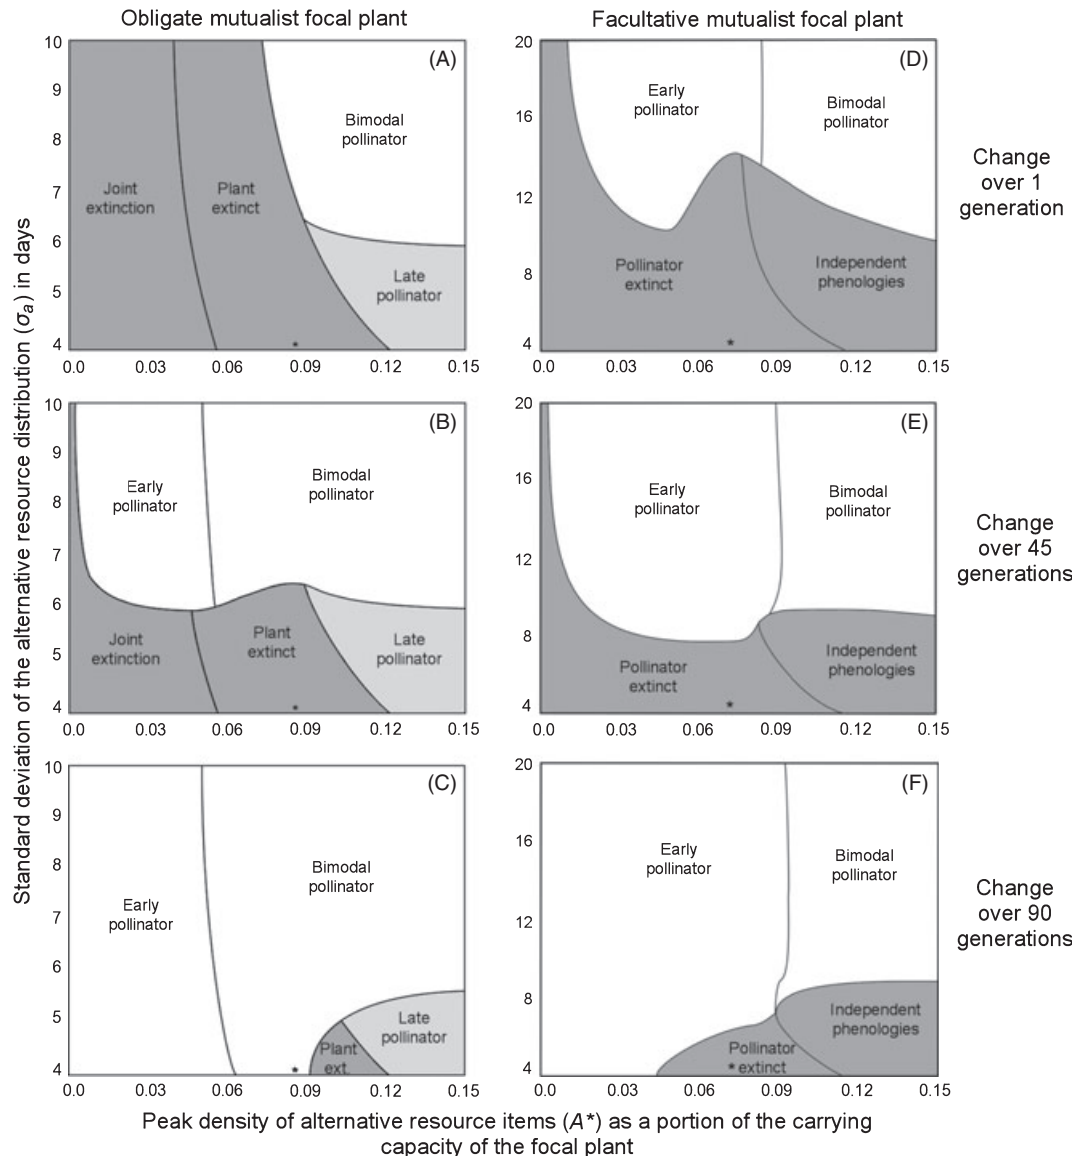 Obligate mutualist focal plant
Facultative mutualist focal plant
Standard deviation of the alternative resource distribution (σa) in days
10
9
8
7
6
5
4
(A)
Joint
extinction
Plant
extinct
Bimodal
pollinator
Late
pollinator
*
0.0 0.03 0.06 0.09 0.12 0.15
20
16
12
8
4
(D)
Early
pollinator
Bimodal
pollinator
Pollinator
extinct
Independent
phenologies
*
0.0 0.03 0.06 0.09 0.12 0.15
Change
over 1
generation
10
9
8
7
6
5
4
(B)
Early
pollinator
Bimodal
pollinator
Joint
extinction
Plant
extinct
Late
pollinator
*
0.0 0.03 0.06 0.09 0.12 0.15
20
16
12
8
4
(E)
Early
pollinator
Bimodal
pollinator
Pollinator
extinct
Independent
phenologies
*
0.0 0.03 0.06 0.09 0.12 0.15
Change
over 45
generations
10
9
8
7
6
5
4
(C)
Early
pollinator
Bimodal
pollinator
Plant
ext.
Late
pollinator
*
0.00 0.03 0.06 0.09 0.12 0.15
20
16
12
8
4
(F)
Early
pollinator
Bimodal
pollinator
Pollinator
* extinct
Independent
phenologies
0.00 0.03 0.06 0.09 0.12 0.15
Change
over 90
generations
Peak density of alternative resource items (A*) as a portion of the carrying
capacity of the focal plant